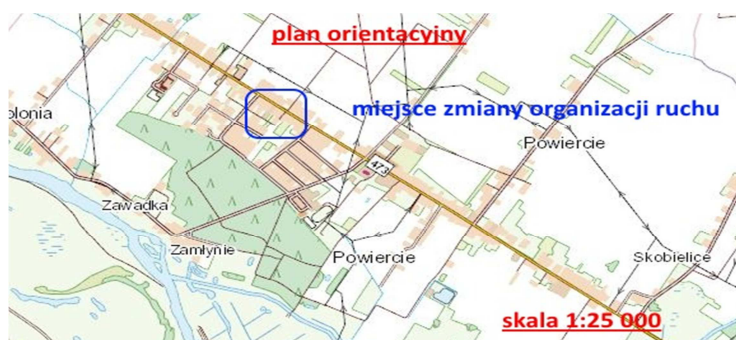 plan orientacyjny
miejsce zmiany organizacji ruchu
olonia
Powiercie
473
Zawadka
Zamłynie
Powiercie
Skobielice
skala 1:25 000